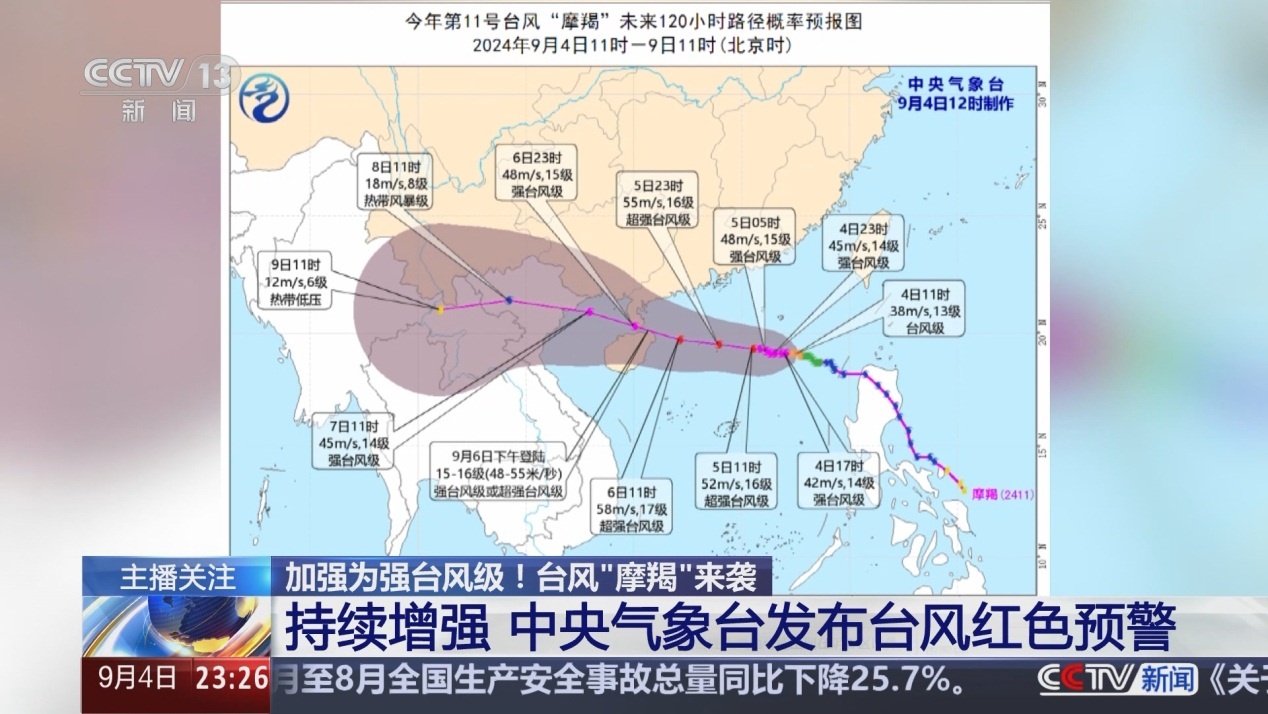 今年第11号台风“摩羯”未来120小时路径概率预报图
2024年9月4日11时－9日11时(北京时)
CCTV 13
新闻
中央气象台
9月4日12时制作
30°N
25°N
20°N
15°N
10°N
8日11时
18m/s,8级
热带风暴级
6日23时
48m/s,15级
强台风级
5日23时
55m/s,16级
超强台风级
5日05时
48m/s,15级
强台风级
4日23时
45m/s,14级
强台风级
9日11时
12m/s,6级
热带低压
4日11时
38m/s,13级
台风级
7日11时
45m/s,14级
强台风级
9月6日下午登陆
15-16级(48-55米/秒)
强台风级或超强台风级
6日11时
58m/s,17级
超强台风级
5日11时
52m/s,16级
超强台风级
4日17时
42m/s,14级
强台风级
摩羯(2411)
主播关注
加强为强台风级！台风"摩羯"来袭
持续增强 中央气象台发布台风红色预警
9月4日 23:26
月至8月全国生产安全事故总量同比下降25.7%。
CCTV新闻
《关于